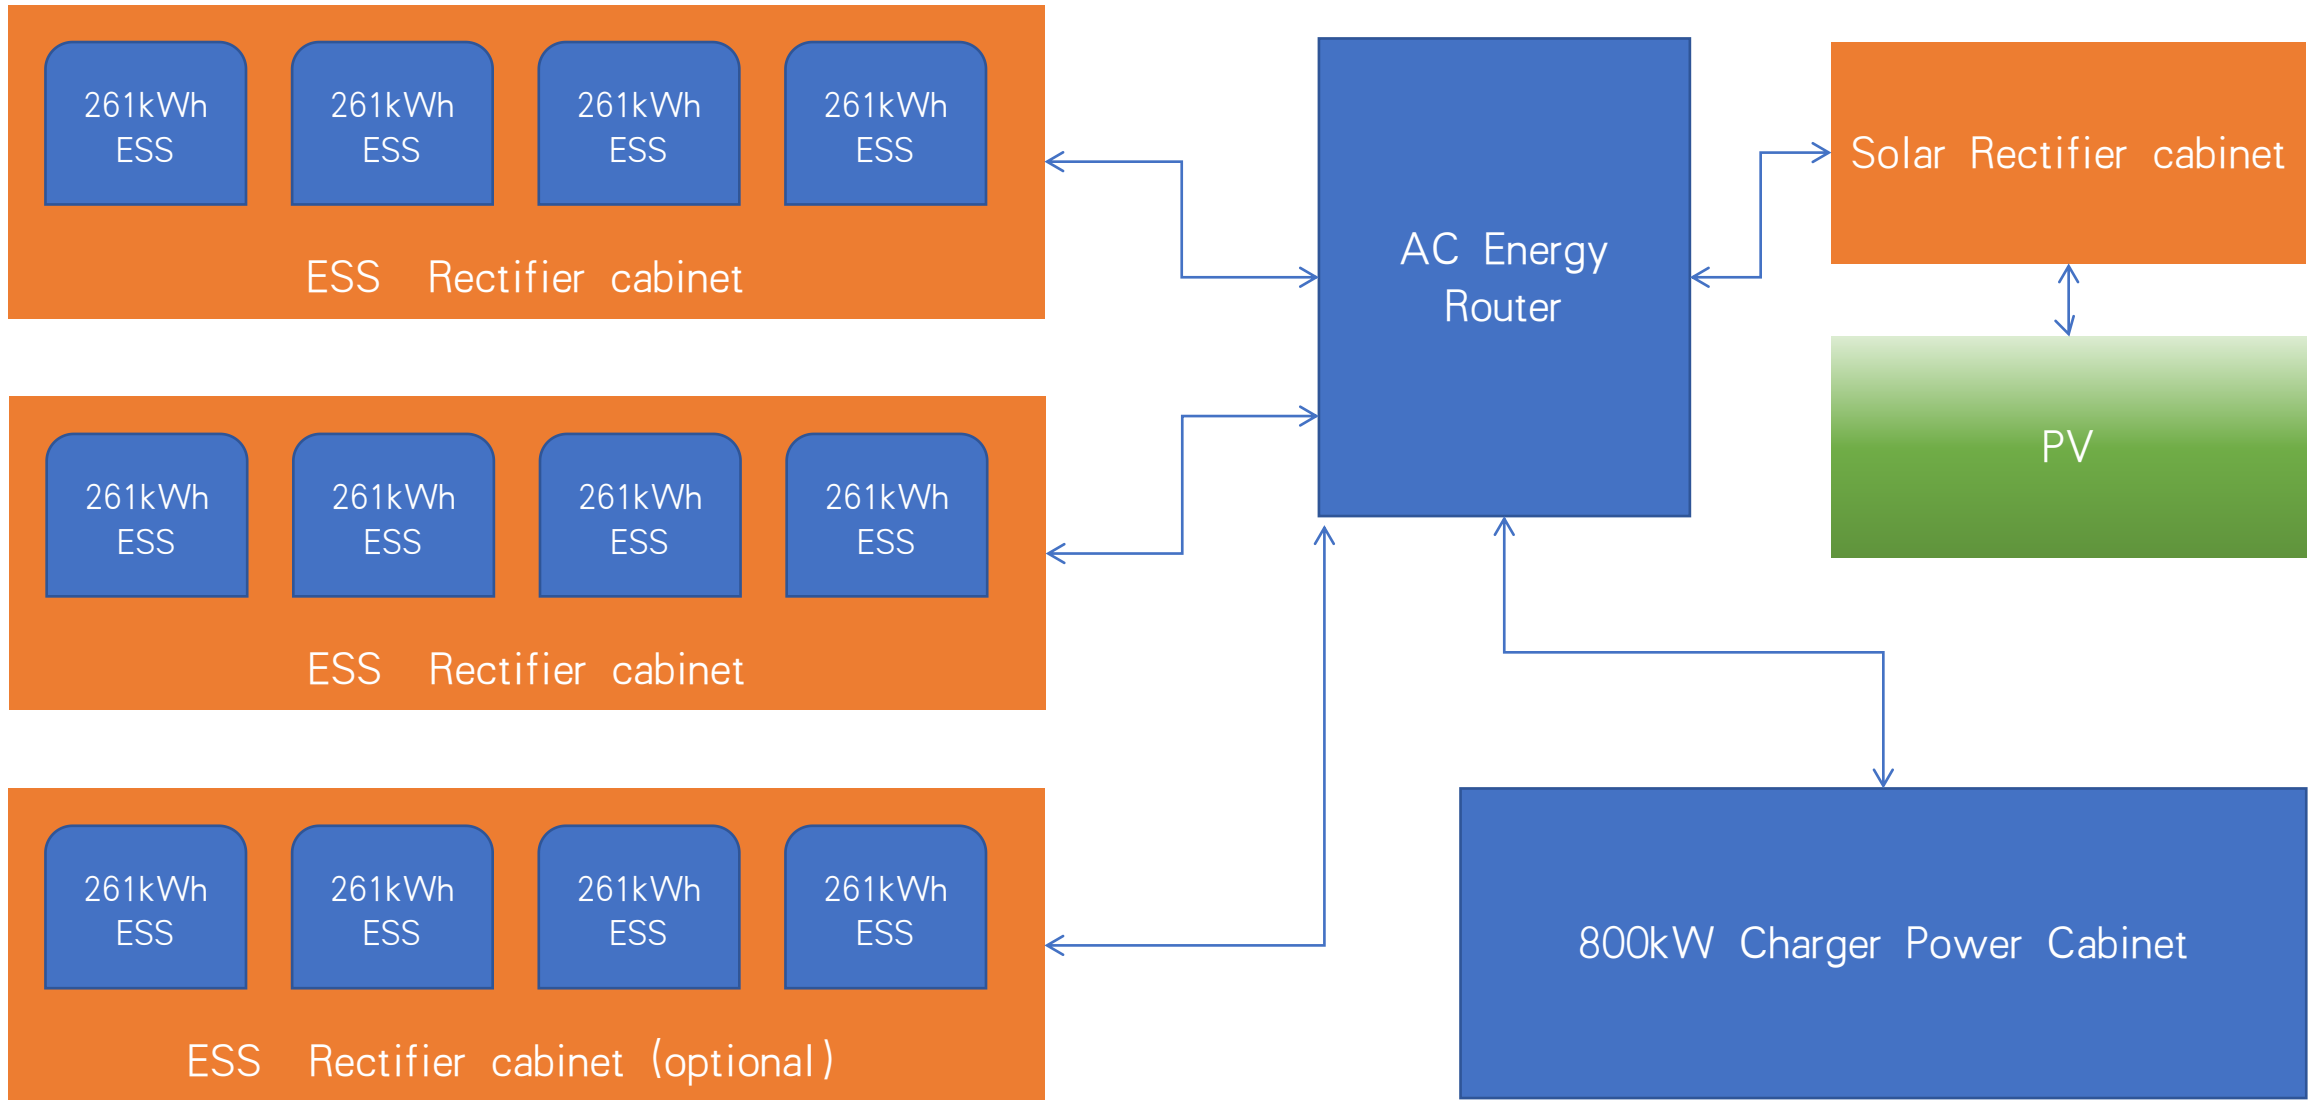 261kWh
ESS
261kWh
ESS
261kWh
ESS
261kWh
ESS
ESS Rectifier cabinet
AC Energy
Router
Solar Rectifier cabinet
PV
261kWh
ESS
261kWh
ESS
261kWh
ESS
261kWh
ESS
ESS Rectifier cabinet
261kWh
ESS
261kWh
ESS
261kWh
ESS
261kWh
ESS
ESS Rectifier cabinet (optional)
800kW Charger Power Cabinet